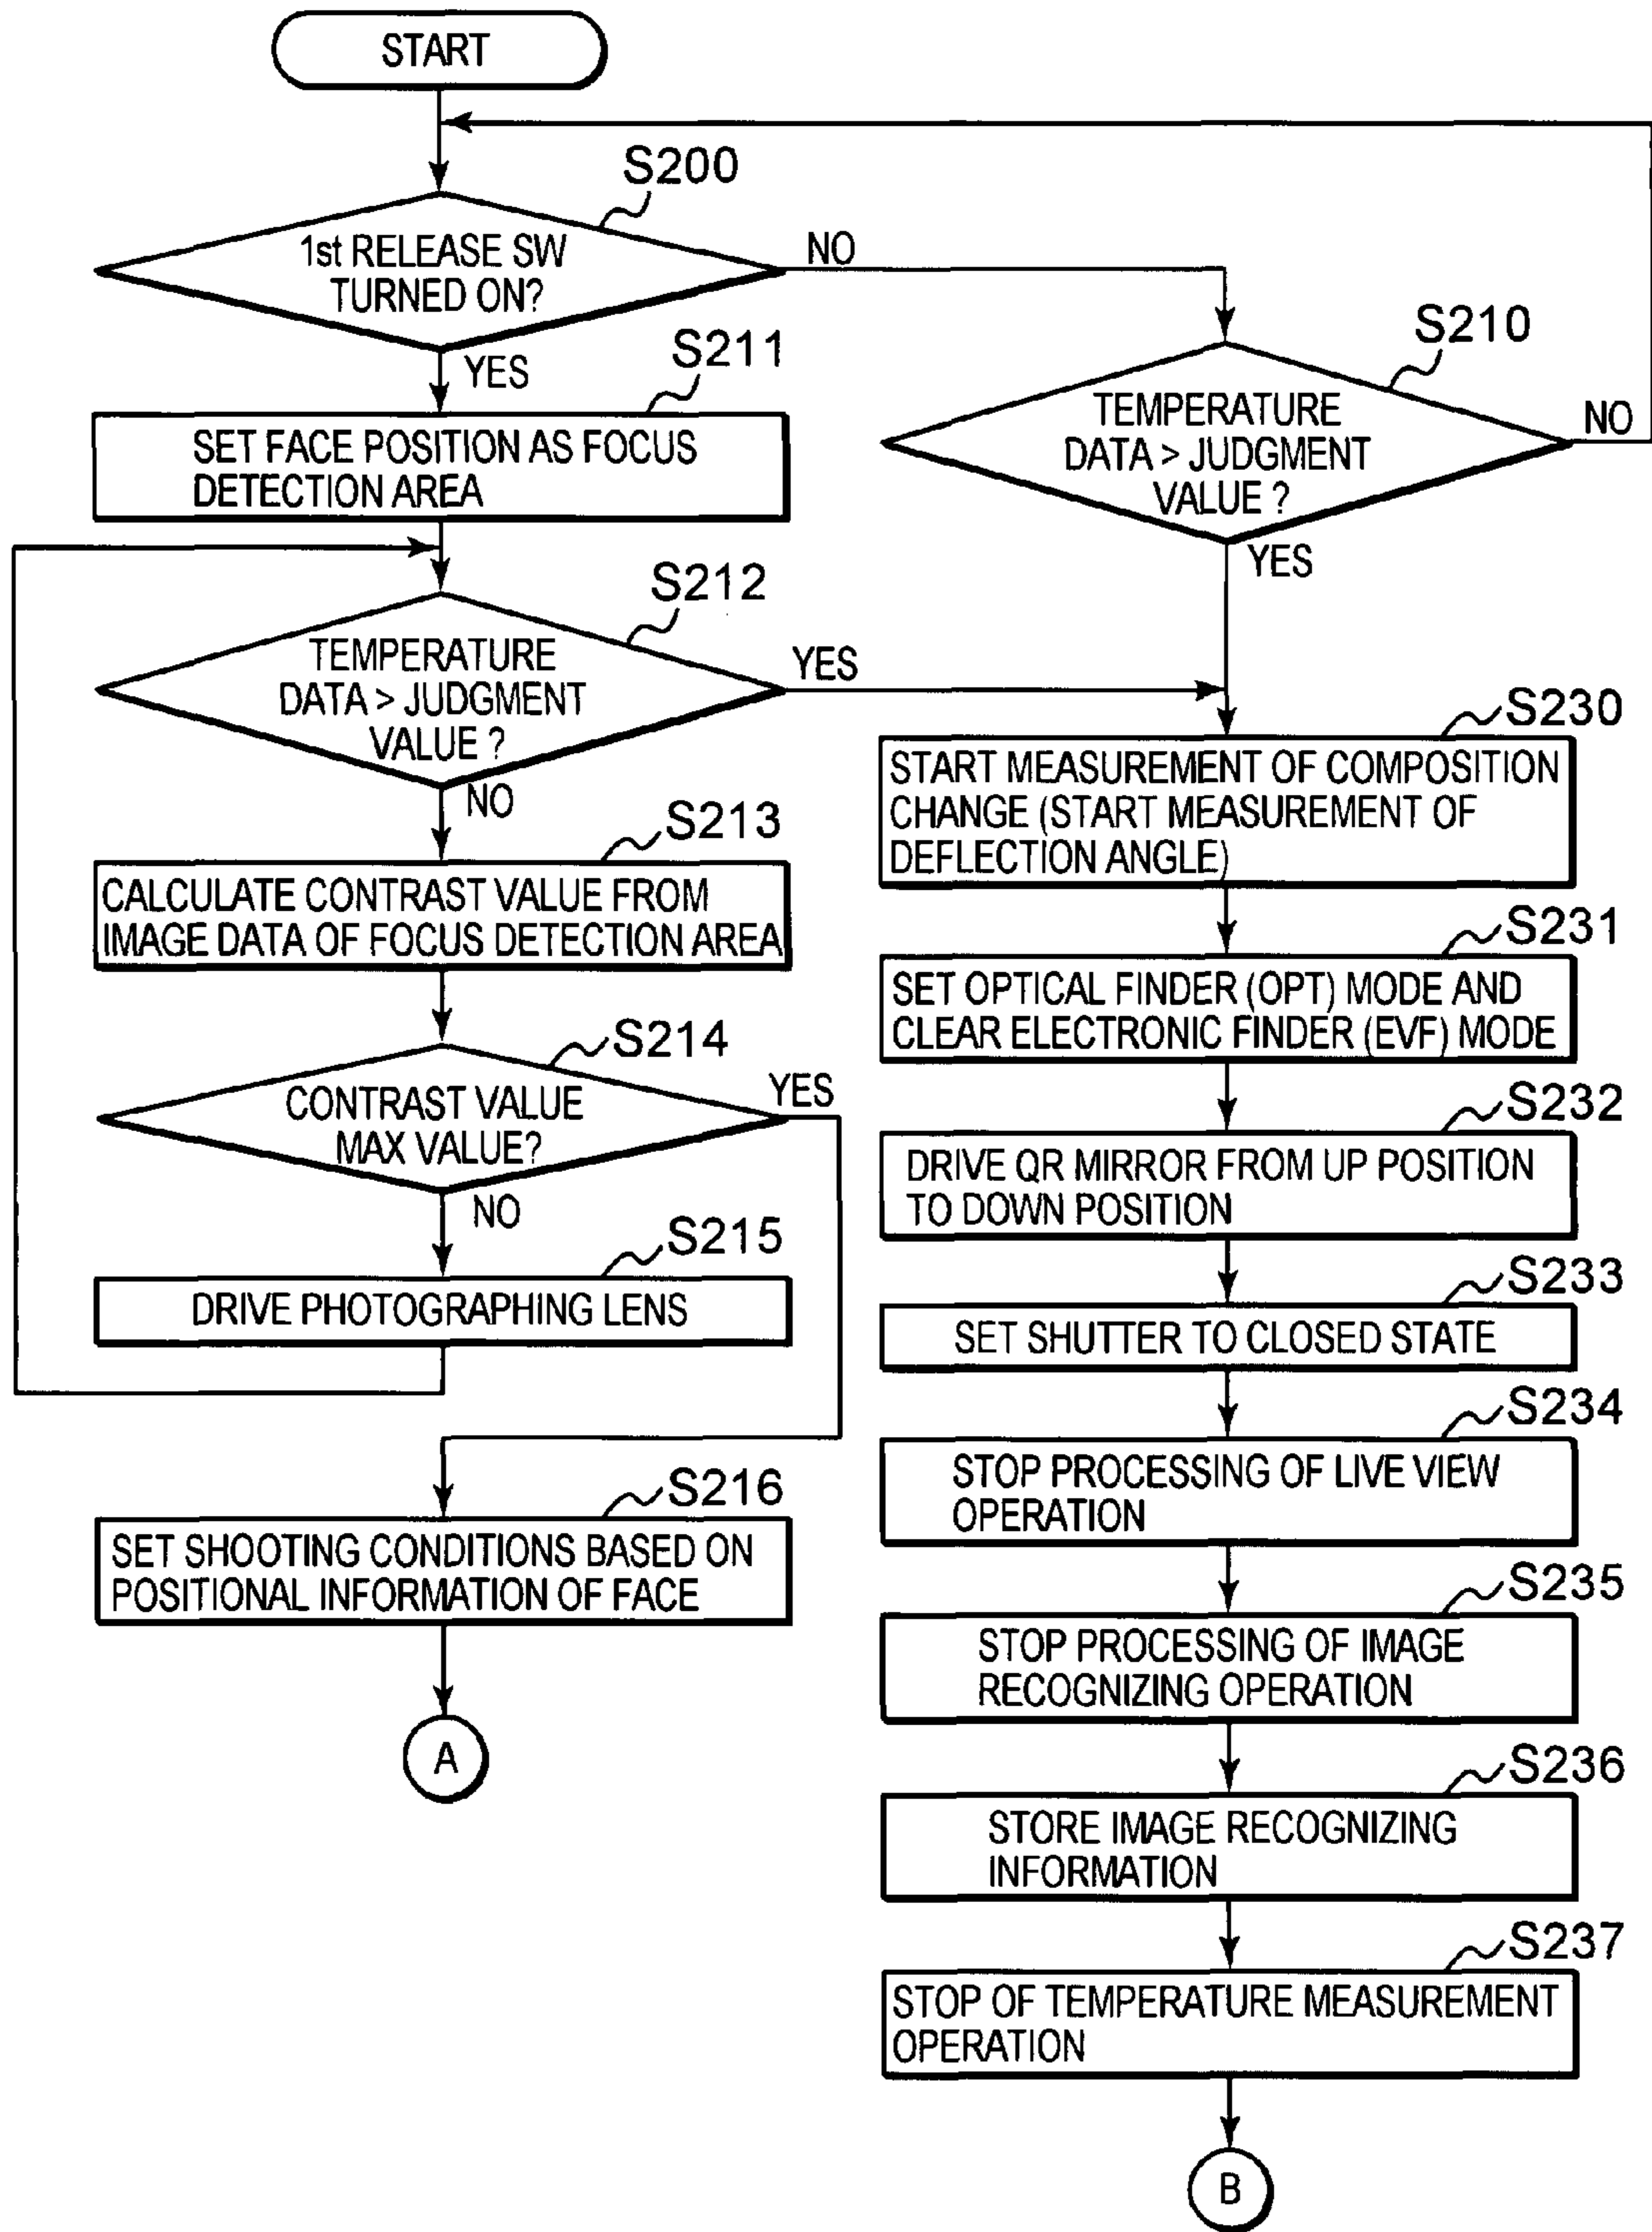 START
S200
1st RELEASE SW
TURNED ON?
NO
YES
S210
TEMPERATURE
DATA > JUDGMENT
VALUE ?
NO
YES
S211
SET FACE POSITION AS FOCUS
DETECTION AREA
S212
TEMPERATURE
DATA > JUDGMENT
VALUE ?
YES
NO
S213
CALCULATE CONTRAST VALUE FROM
IMAGE DATA OF FOCUS DETECTION AREA
S214
CONTRAST VALUE
MAX VALUE?
YES
NO
S215
DRIVE PHOTOGRAPHING LENS
S216
SET SHOOTING CONDITIONS BASED ON
POSITIONAL INFORMATION OF FACE
A
S230
START MEASUREMENT OF COMPOSITION
CHANGE (START MEASUREMENT OF
DEFLECTION ANGLE)
S231
SET OPTICAL FINDER (OPT) MODE AND
CLEAR ELECTRONIC FINDER (EVF) MODE
S232
DRIVE QR MIRROR FROM UP POSITION
TO DOWN POSITION
S233
SET SHUTTER TO CLOSED STATE
S234
STOP PROCESSING OF LIVE VIEW
OPERATION
S235
STOP PROCESSING OF IMAGE
RECOGNIZING OPERATION
S236
STORE IMAGE RECOGNIZING
INFORMATION
S237
STOP OF TEMPERATURE MEASUREMENT
OPERATION
B